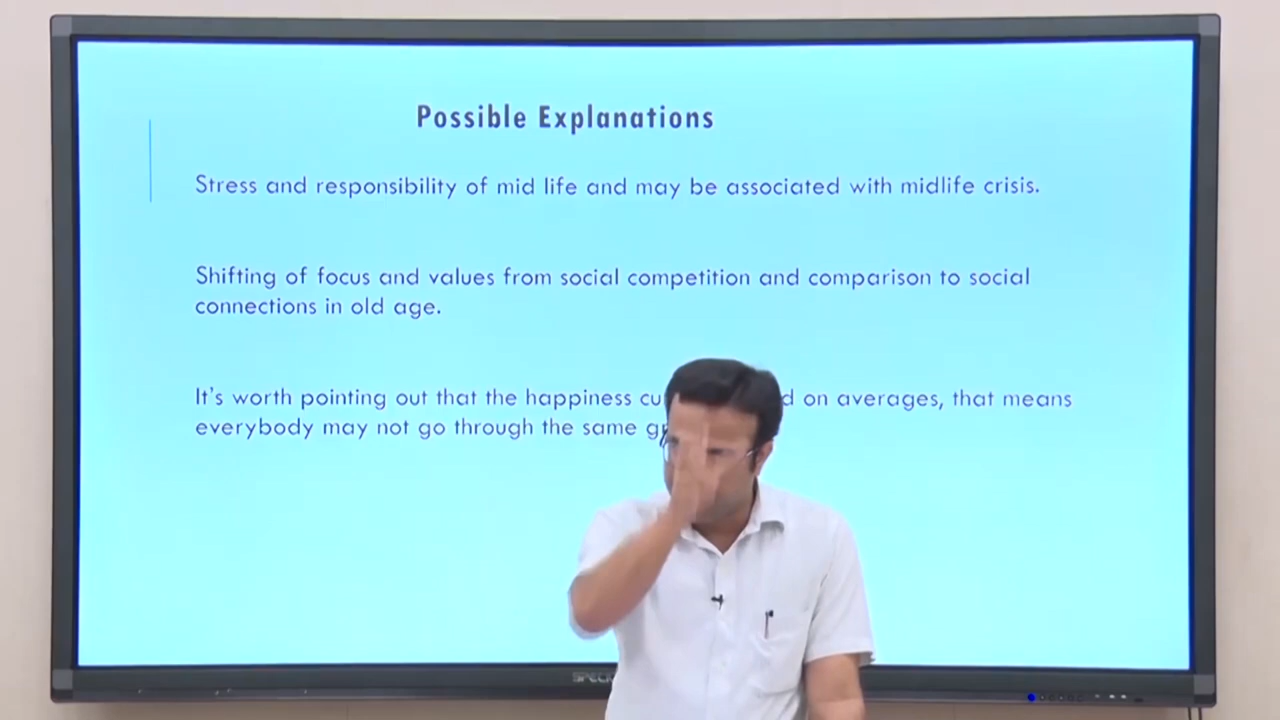 Possible Explanations
Stress and responsibility of mid life and may be associated with midlife crisis.
Shifting of focus and values from social competition and comparison to social
connections in old age.
It's worth pointing out that the happiness on averages, that means
everybody may not go through the same